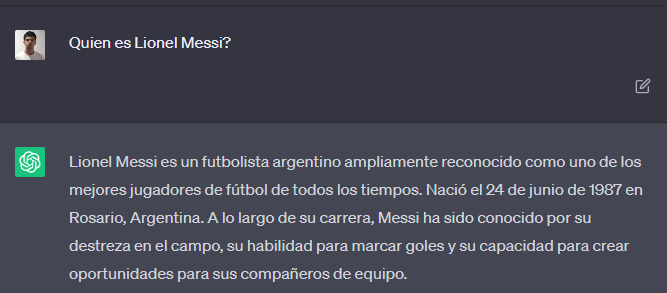 Quien es Lionel Messi?
Lionel Messi es un futbolista argentino ampliamente reconocido como uno de los
mejores jugadores de fútbol de todos los tiempos. Nació el 24 de junio de 1987 en
Rosario, Argentina. A lo largo de su carrera, Messi ha sido conocido por su
destreza en el campo, su habilidad para marcar goles y su capacidad para crear
oportunidades para sus compañeros de equipo.